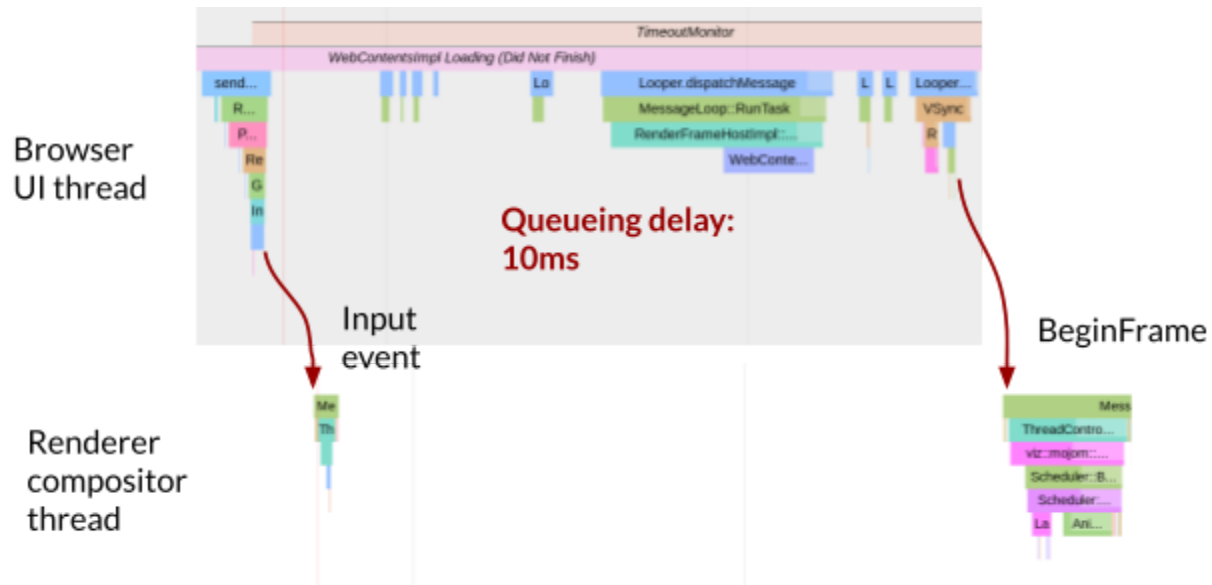 TimeoutMonitor
WebContentsImpl Loading (Did Not Finish)
send... Lo Looper.dispatchMessage L L Looper...
R... MessageLoop::RunTask VSync
P... RenderFrameHostImpl::... R
Re WebConte...
G
In
Browser
UI thread
Queueing delay:
10ms
Input
event
BeginFrame
Me Mess
Th ThreadContro...
viz::mojom::...
Scheduler::B...
Scheduler:...
La Ani...
Renderer
compositor
thread